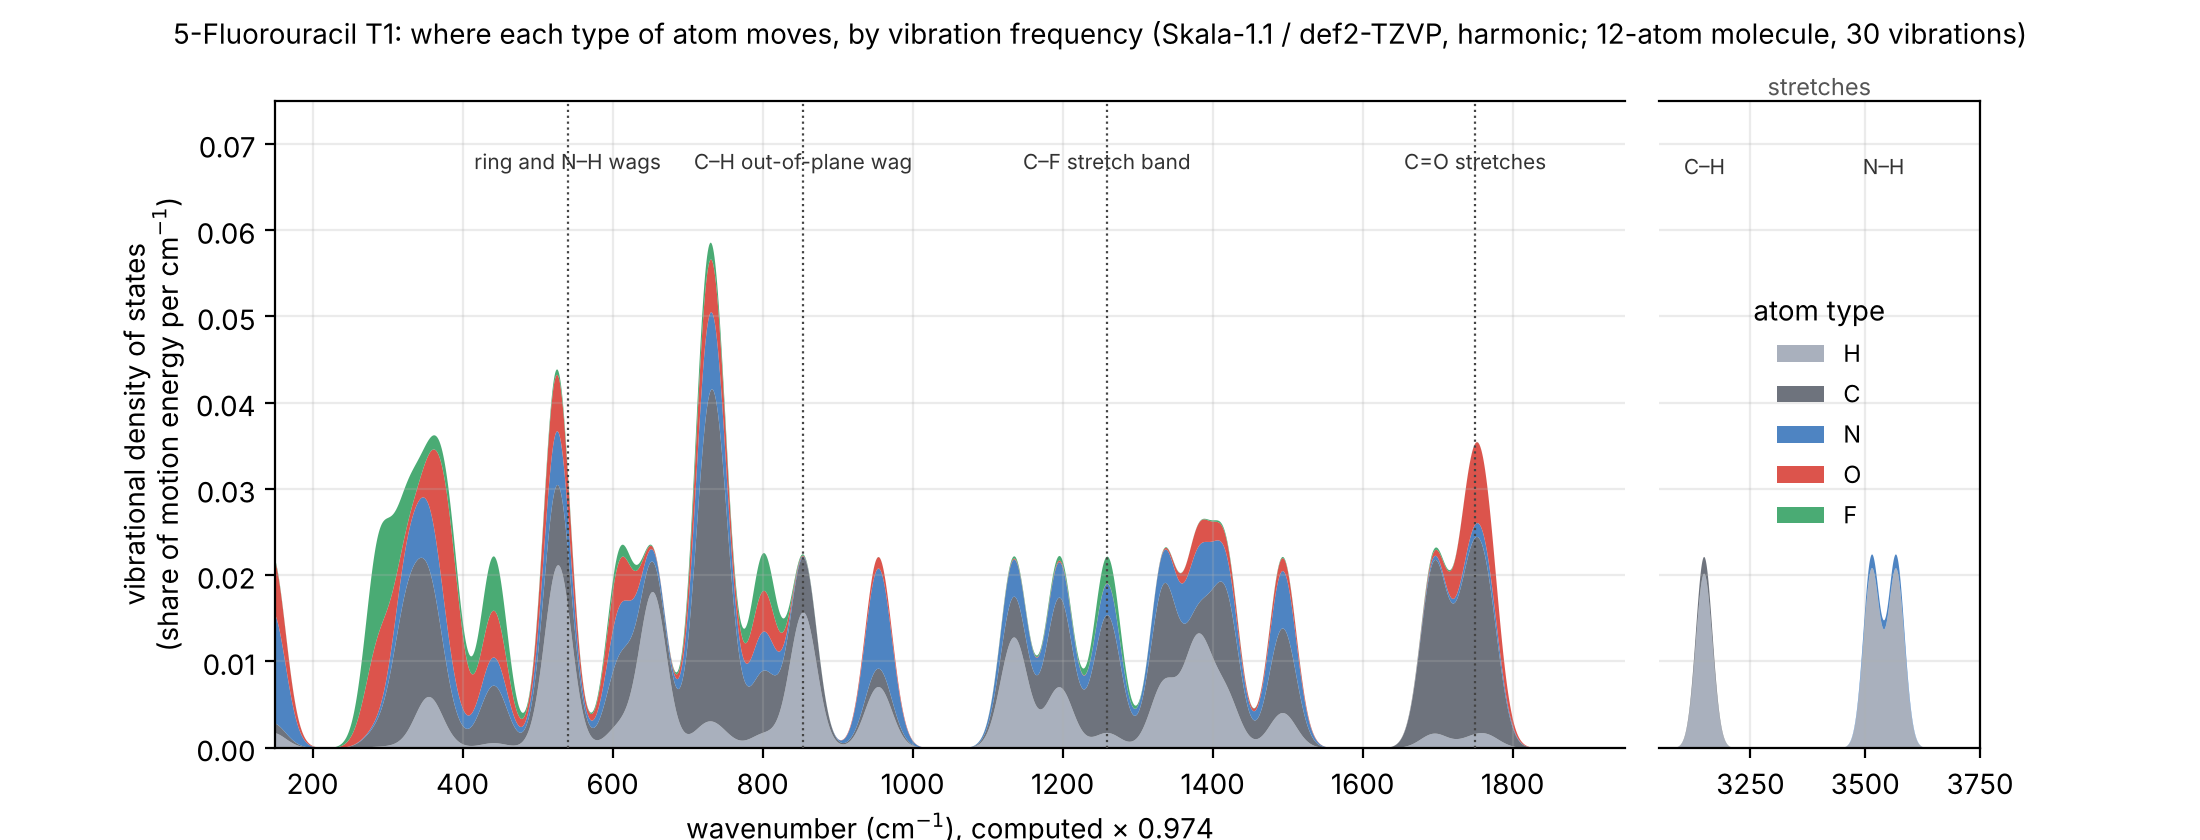 5-Fluorouracil T1: where each type of atom moves, by vibration frequency (Skala-1.1 / def2-TZVP, harmonic; 12-atom molecule, 30 vibrations)
stretches
ring and N–H wags
C–H out-of-plane wag
C–F stretch band
C=O stretches
C–H
N–H
vibrational density of states
(share of motion energy per cm⁻¹)
0.07
0.06
0.05
0.04
0.03
0.02
0.01
0.00
atom type
H
C
N
O
F
200 400 600 800 1000 1200 1400 1600 1800 3250 3500 3750
wavenumber (cm⁻¹), computed × 0.974